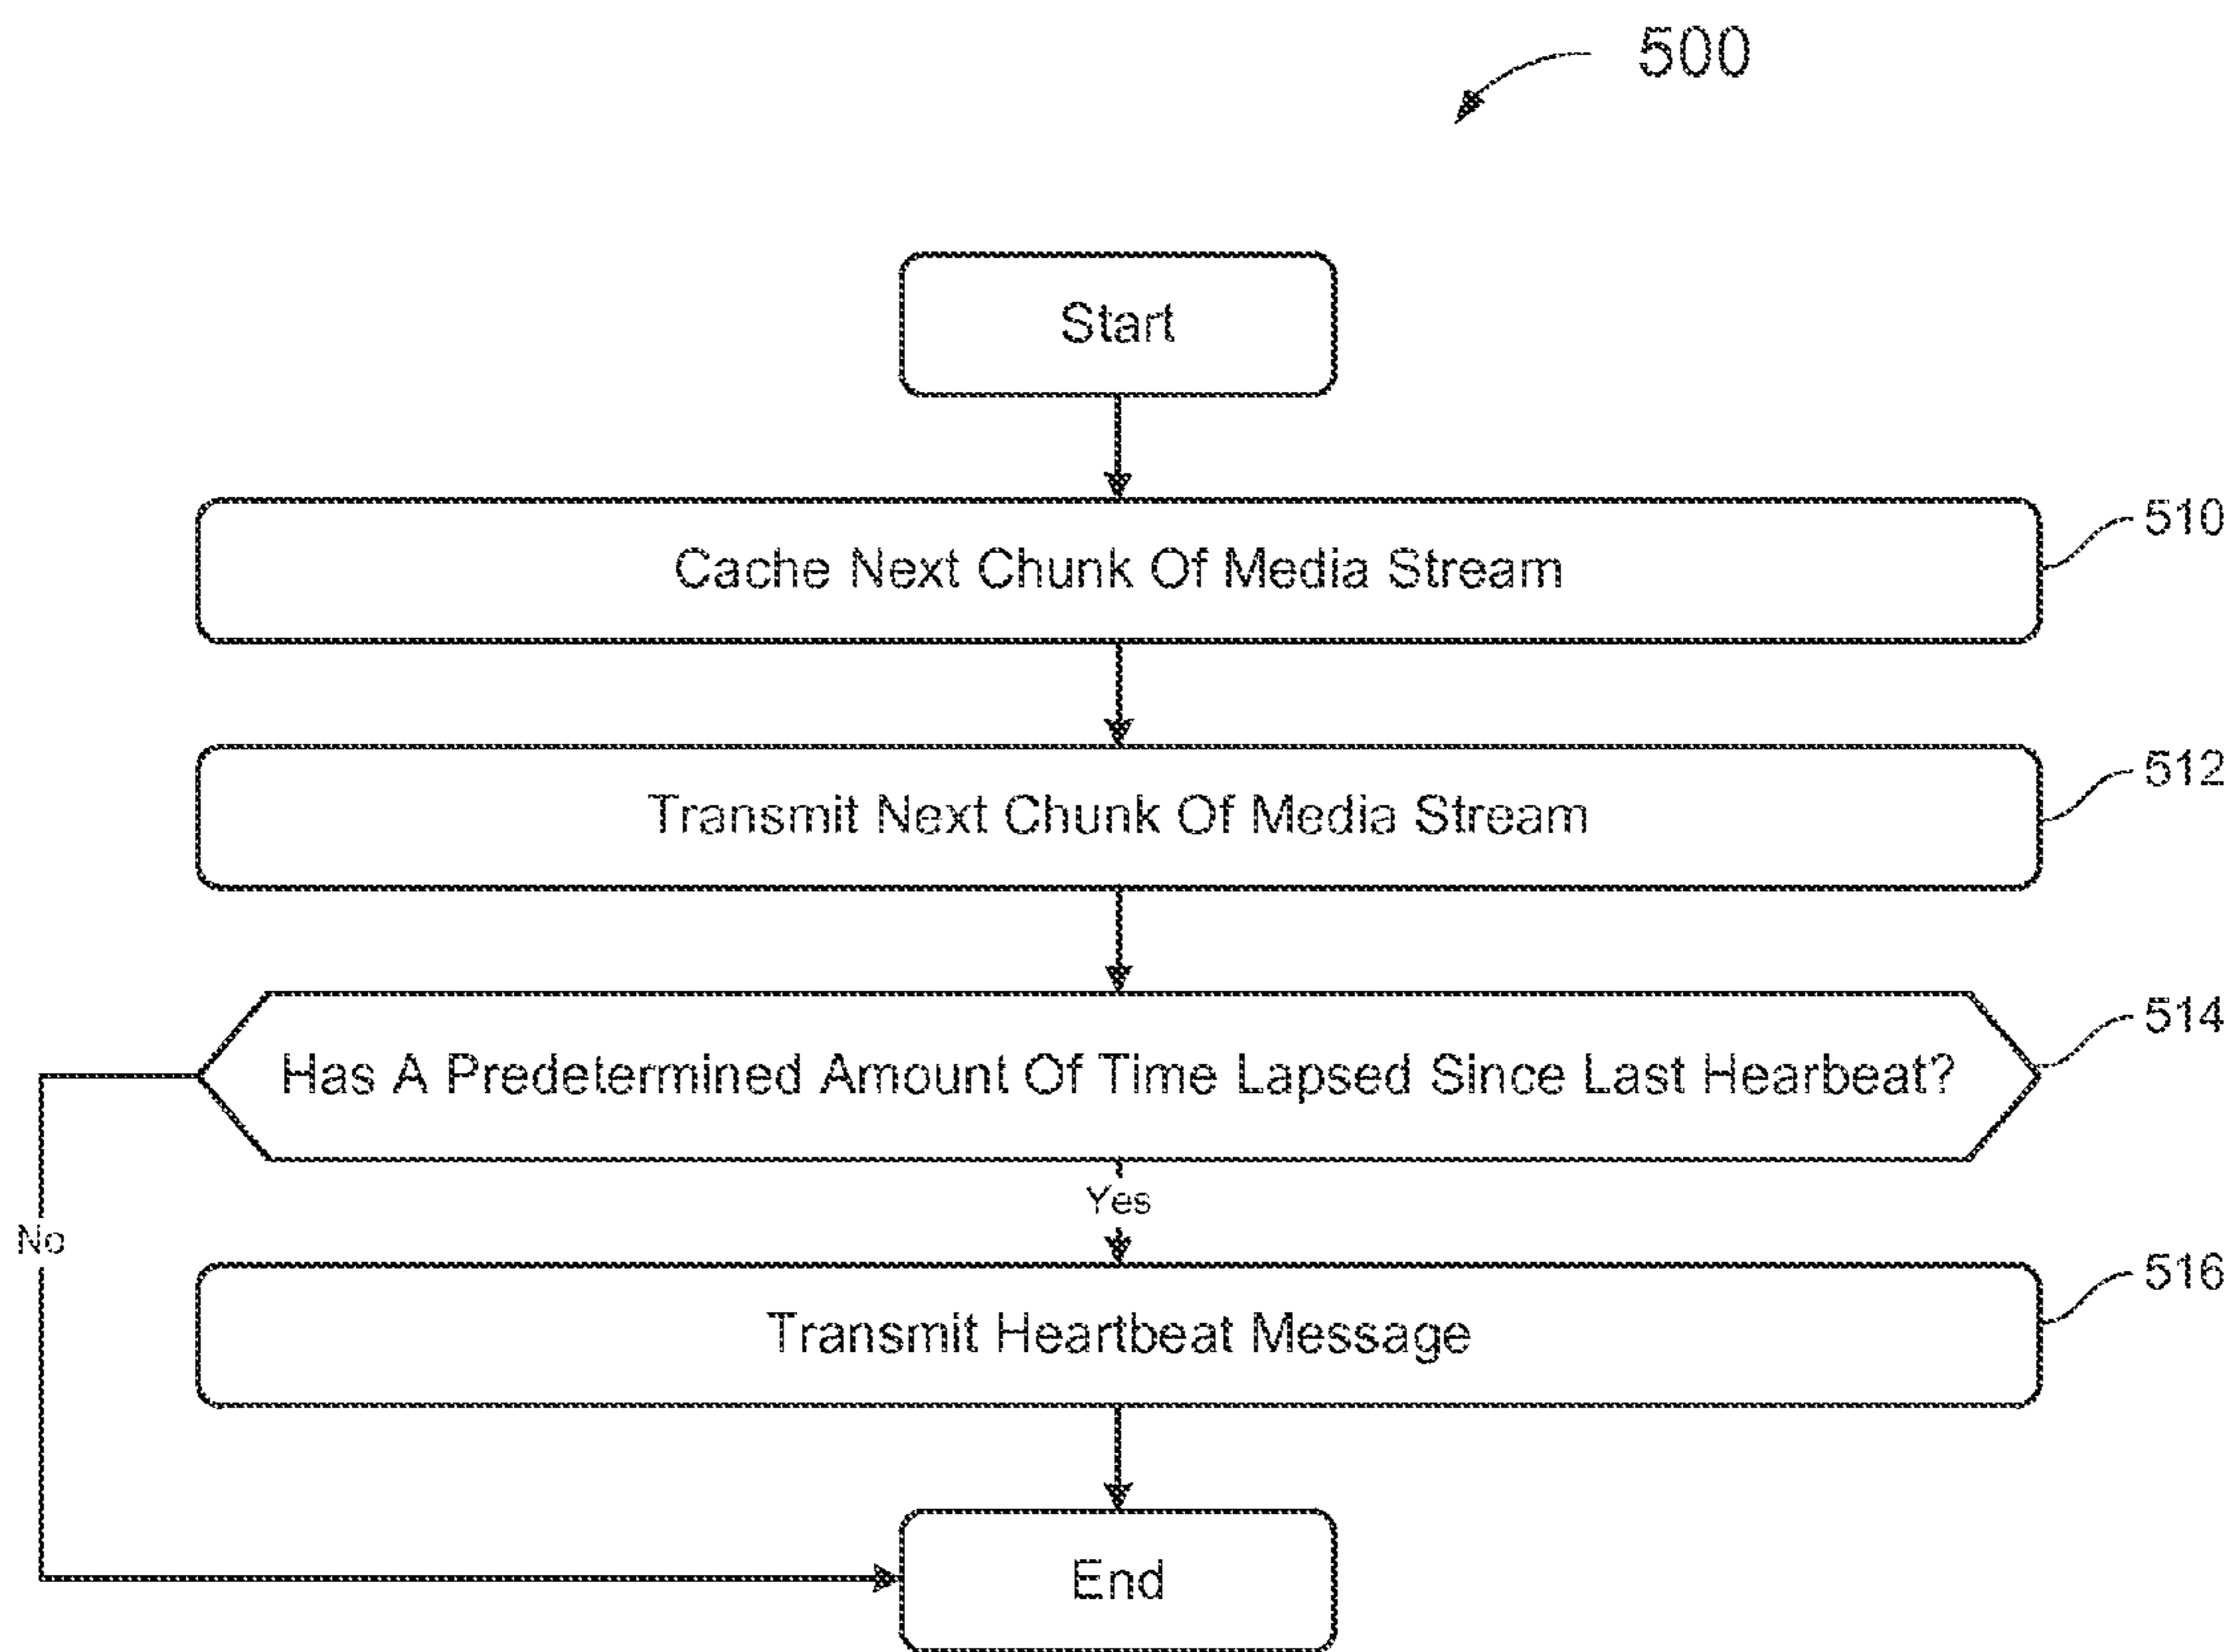 500
Start
Cache Next Chunk Of Media Stream
510
Transmit Next Chunk Of Media Stream
512
Has A Predetermined Amount Of Time Lapsed Since Last Hearbeat?
514
Yes
No
Transmit Heartbeat Message
516
End